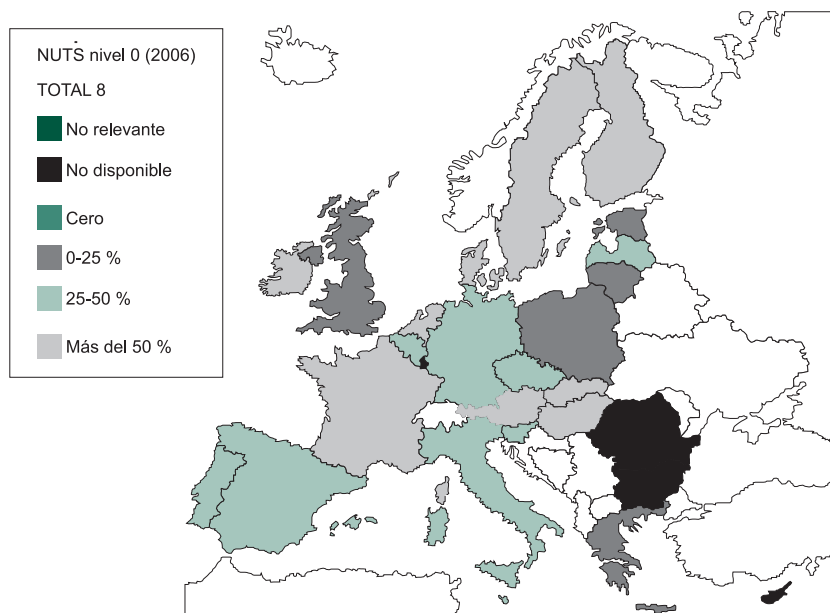 NUTS nivel 0 (2006)
TOTAL 8
No relevante
No disponible
Cero
0-25 %
25-50 %
Más del 50 %